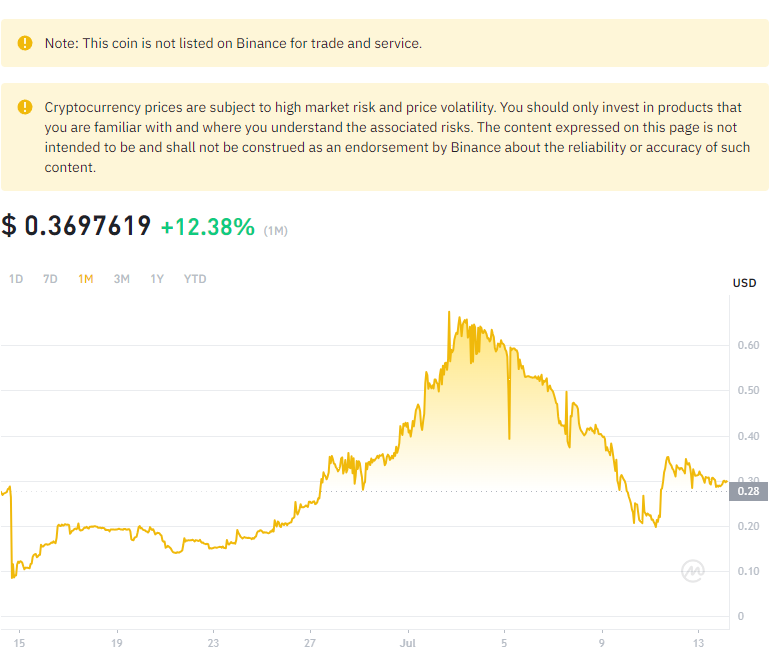 Note: This coin is not listed on Binance for trade and service.
Cryptocurrency prices are subject to high market risk and price volatility. You should only invest in products that
you are familiar with and where you understand the associated risks. The content expressed on this page is not
intended to be and shall not be construed as an endorsement by Binance about the reliability or accuracy of such
content.
$ 0.3697619 +12.38% (1M)
1D 7D 1M 3M 1Y YTD
USD
0.60
0.50
0.40
0.30
0.28
0.20
0.10
0
15 19 23 27 Jul 5 9 13